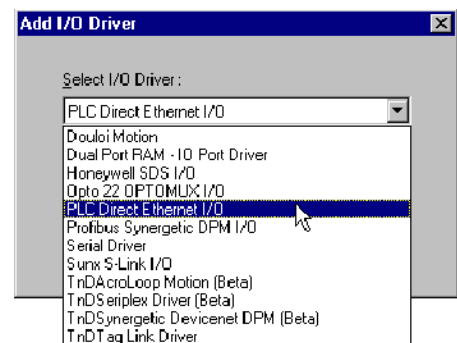 Add I/O Driver
Select I/O Driver :
PLC Direct Ethernet I/O
Douloi Motion
Dual Port RAM - IO Port Driver
Honeywell SDS I/O
Opto 22 OPTOMUX I/O
PLC Direct Ethernet I/O
Profibus Synergetic DPM I/O
Serial Driver
Sunx S-Link I/O
TnDAcroLoop Motion (Beta)
TnDSeriplex Driver (Beta)
TnDSynergetic Devicenet DPM (Beta)
TnDTag Link Driver